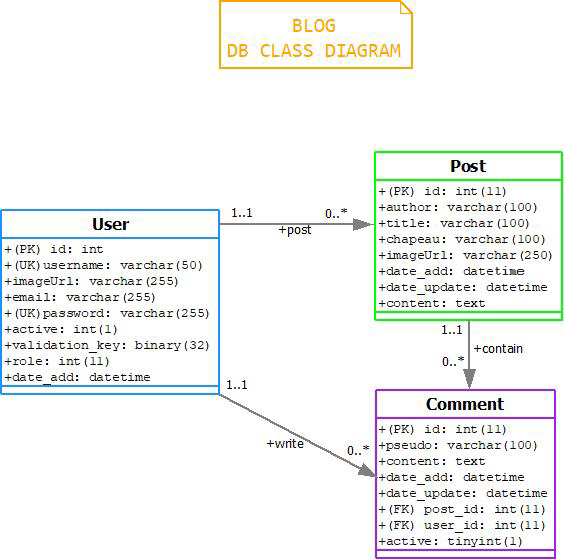 BLOG
DB CLASS DIAGRAM
User
+(PK) id: int
+(UK)username: varchar(50)
+imageUrl: varchar(255)
+email: varchar(255)
+(UK)password: varchar(255)
+active: int(1)
+validation_key: binary(32)
+role: int(11)
+date_add: datetime
1..1
0..*
+post
Post
+(PK) id: int(11)
+author: varchar(100)
+title: varchar(100)
+chapeau: varchar(100)
+imageUrl: varchar(250)
+date_add: datetime
+date_update: datetime
+content: text
1..1
+contain
0..*
1..1
+write
0..*
Comment
+(PK) id: int(11)
+pseudo: varchar(100)
+content: text
+date_add: datetime
+date_update: datetime
+(FK) post_id: int(11)
+(FK) user_id: int(11)
+active: tinyint(1)